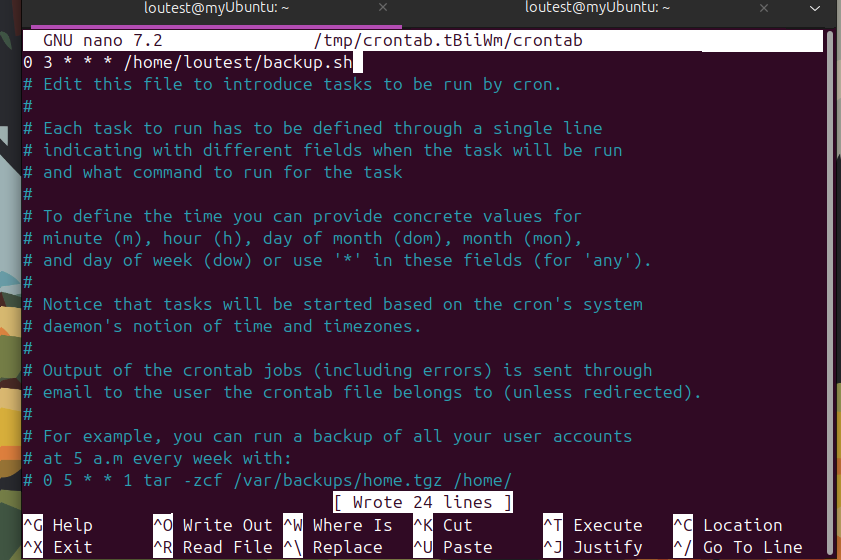 loutest@myUbuntu: ~ × loutest@myUbuntu: ~ ×
GNU nano 7.2 /tmp/crontab.tBiiWm/crontab
0 3 * * * /home/loutest/backup.sh
# Edit this file to introduce tasks to be run by cron.
#
# Each task to run has to be defined through a single line
# indicating with different fields when the task will be run
# and what command to run for the task
#
# To define the time you can provide concrete values for
# minute (m), hour (h), day of month (dom), month (mon),
# and day of week (dow) or use '*' in these fields (for 'any').
#
# Notice that tasks will be started based on the cron's system
# daemon's notion of time and timezones.
#
# Output of the crontab jobs (including errors) is sent through
# email to the user the crontab file belongs to (unless redirected).
#
# For example, you can run a backup of all your user accounts
# at 5 a.m every week with:
# 0 5 * * 1 tar -zcf /var/backups/home.tgz /home/
[ Wrote 24 lines ]
^G Help ^O Write Out ^W Where Is ^K Cut ^T Execute ^C Location
^X Exit ^R Read File ^\ Replace ^U Paste ^J Justify ^/ Go To Line